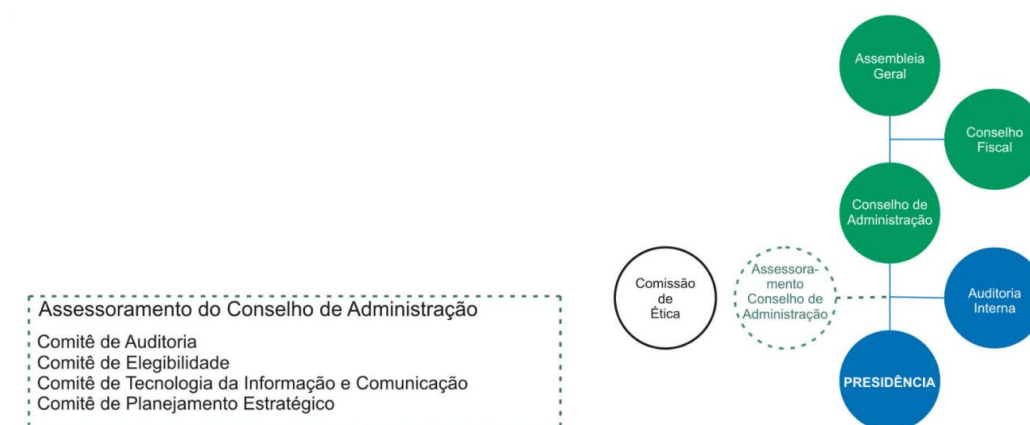 Assembleia
Geral
Conselho
Fiscal
Conselho de
Administração
Comissão
de
Ética
Assessora-
mento
Conselho de
Administração
Auditoria
Interna
PRESIDÊNCIA
Assessoramento do Conselho de Administração
Comitê de Auditoria
Comitê de Elegibilidade
Comitê de Tecnologia da Informação e Comunicação
Comitê de Planejamento Estratégico